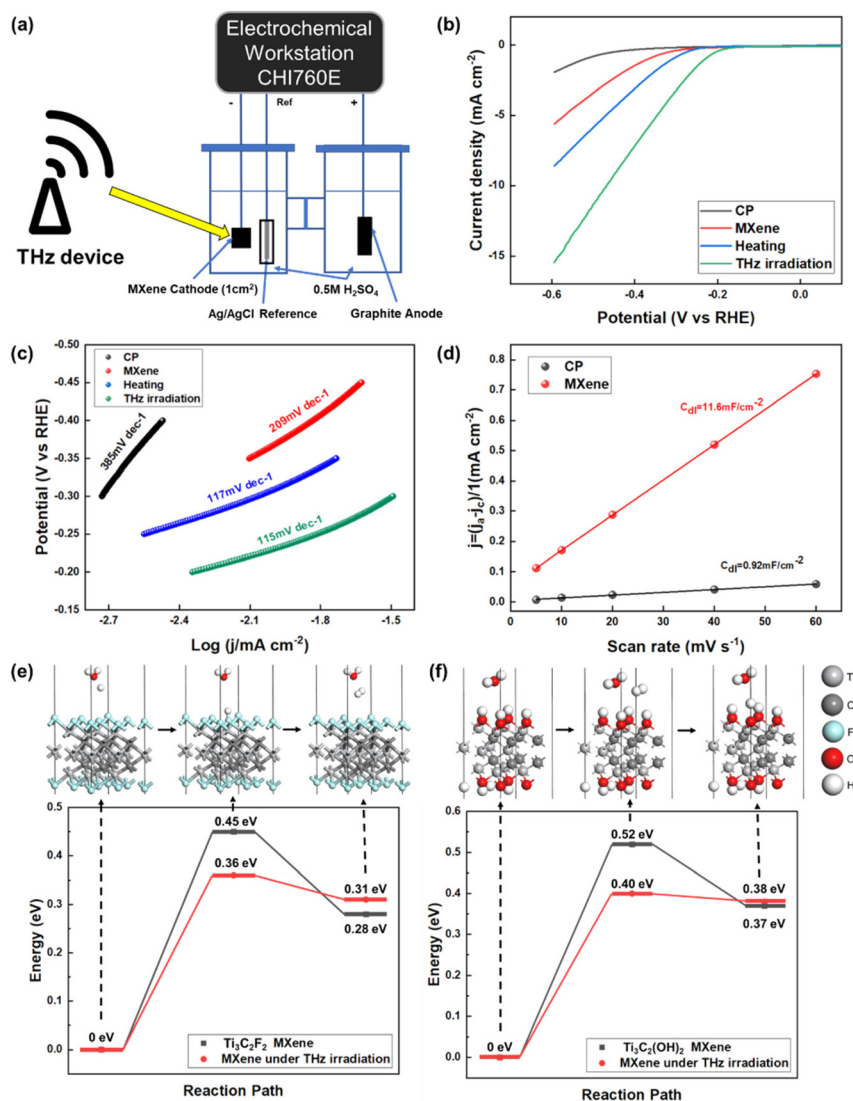 (a)
Electrochemical
Workstation
CHI760E
-
Ref
+
THz device
MXene Cathode (1cm²)
0.5M H₂SO₄
Ag/AgCl Reference
Graphite Anode
(b)
Current density (mA cm⁻²)
0
-5
-10
-15
CP
MXene
Heating
THz irradiation
-0.6
-0.4
-0.2
0.0
Potential (V vs RHE)
(c)
Potential (V vs RHE)
-0.50
-0.45
-0.40
-0.35
-0.30
-0.25
-0.20
-0.15
CP
MXene
Heating
THz irradiation
385mV dec-1
209mV dec-1
117mV dec-1
115mV dec-1
-2.7
-2.4
-2.1
-1.8
-1.5
Log (j/mA cm⁻²)
(d)
j=(jₐ-j꜀)/1(mA cm⁻²)
0.8
0.6
0.4
0.2
0.0
CP
MXene
C_dl=11.6mF/cm⁻²
C_dl=0.92mF/cm⁻²
0
10
20
30
40
50
60
Scan rate (mV s⁻¹)
(e)
Energy (eV)
0.5
0.4
0.3
0.2
0.1
0.0
0.45 eV
0.36 eV
0.31 eV
0.28 eV
0 eV
Ti₃C₂F₂ MXene
MXene under THz irradiation
Reaction Path
(f)
F
H
Energy (eV)
0.6
0.5
0.4
0.3
0.2
0.1
0.0
0.52 eV
0.40 eV
0.38 eV
0.37 eV
0 eV
Ti₃C₂(OH)₂ MXene
MXene under THz irradiation
Reaction Path